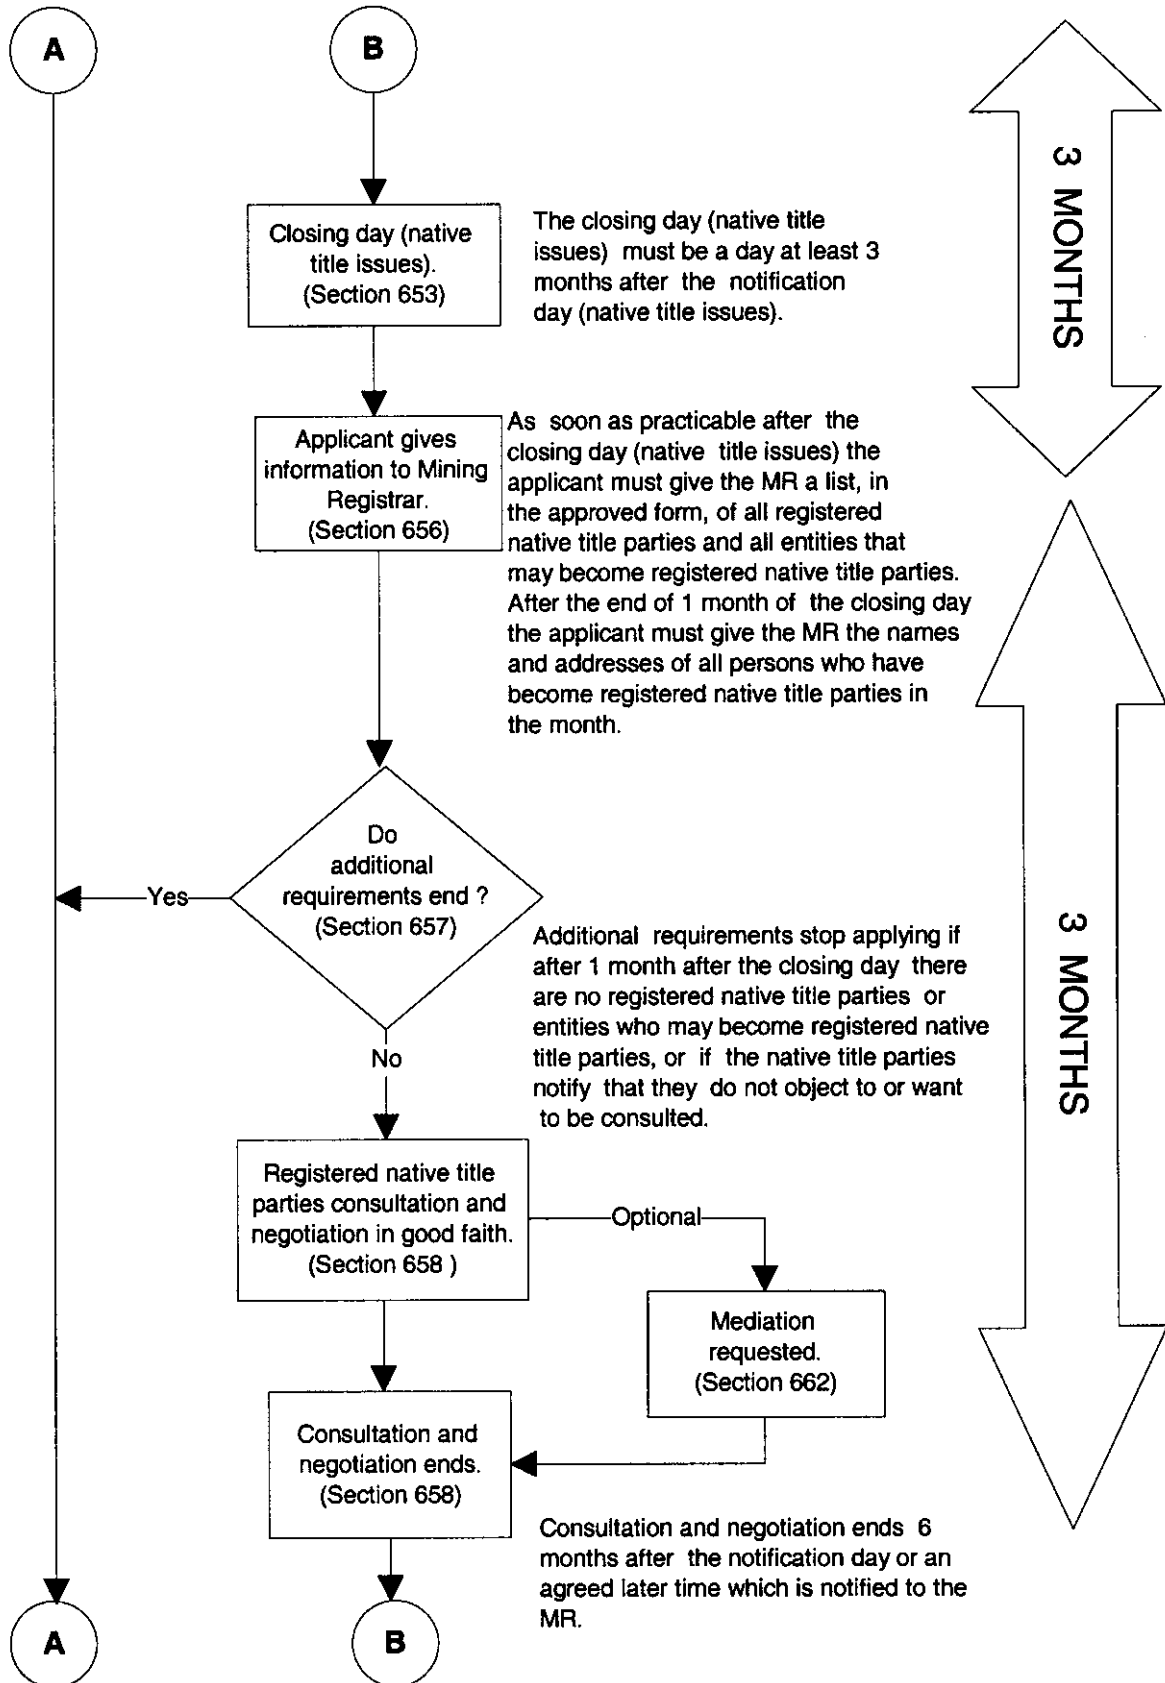 A
B
3 MONTHS
Closing day (native
title issues).
(Section 653)
The closing day (native title
issues) must be a day at least 3
months after the notification
day (native title issues).
Applicant gives
information to Mining
Registrar.
(Section 656)
As soon as practicable after the
closing day (native title issues) the
applicant must give the MR a list, in
the approved form, of all registered
native title parties and all entities that
may become registered native title parties.
After the end of 1 month of the closing day
the applicant must give the MR the names
and addresses of all persons who have
become registered native title parties in
the month.
Do
additional
requirements end ?
(Section 657)
Yes
No
3 MONTHS
Additional requirements stop applying if
after 1 month after the closing day there
are no registered native title parties or
entities who may become registered native
title parties, or if the native title parties
notify that they do not object to or want
to be consulted.
Registered native title
parties consultation and
negotiation in good faith.
(Section 658 )
Optional
Mediation
requested.
(Section 662)
Consultation and
negotiation ends.
(Section 658)
Consultation and negotiation ends 6
months after the notification day or an
agreed later time which is notified to the
MR.
A
B